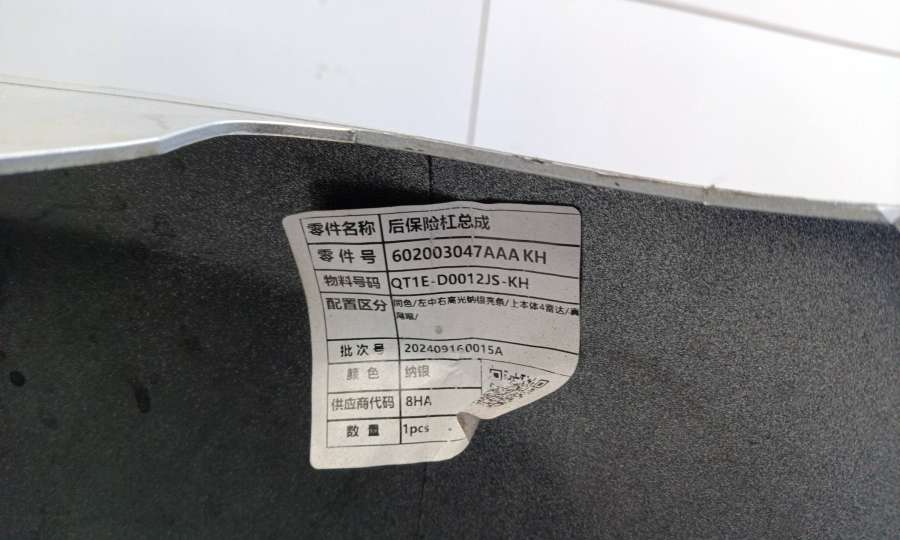 零件名称 后保险杠总成
零件号 602003047AAA KH
物料号码 QT1E-D0012JS-KH
配置区分 同色/左中右高光钠银亮条/上本体4雷达/高
尾
批次号 202409160015A
颜色 纳银
供应商代码 8HA
数量 1pcs